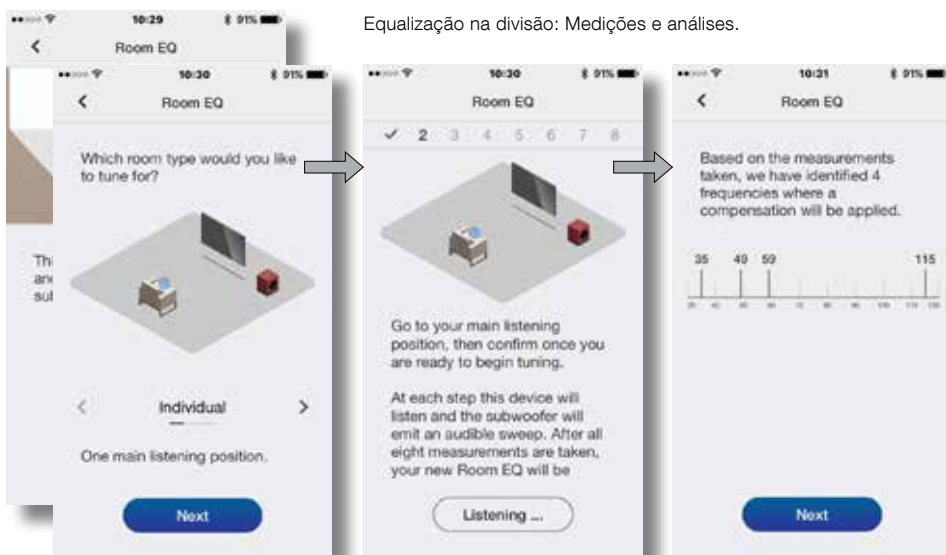 Equalização na divisão: Medições e análises.
10:29 91%
Room EQ
10:30 91%
Room EQ
Which room type would you like
to tune for?
Individual
One main listening position.
Next
10:30 91%
Room EQ
2 3 4 5 6 7 8
Go to your main listening
position, then confirm once you
are ready to begin tuning.
At each step this device will
listen and the subwoofer will
emit an audible sweep. After all
eight measurements are taken,
your new Room EQ will be
Listening ...
10:31 91%
Room EQ
Based on the measurements
taken, we have identified 4
frequencies where a
compensation will be applied.
35 49 59 115
Next